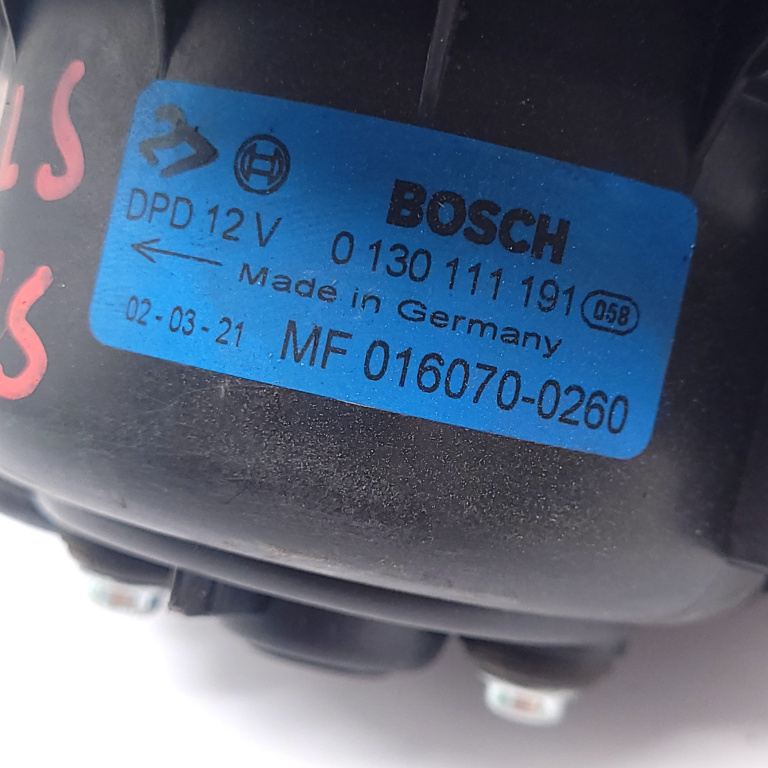 BOSCH
DPD 12 V 0 130 111 191 058
Made in Germany
02-03-21 MF 016070-0260